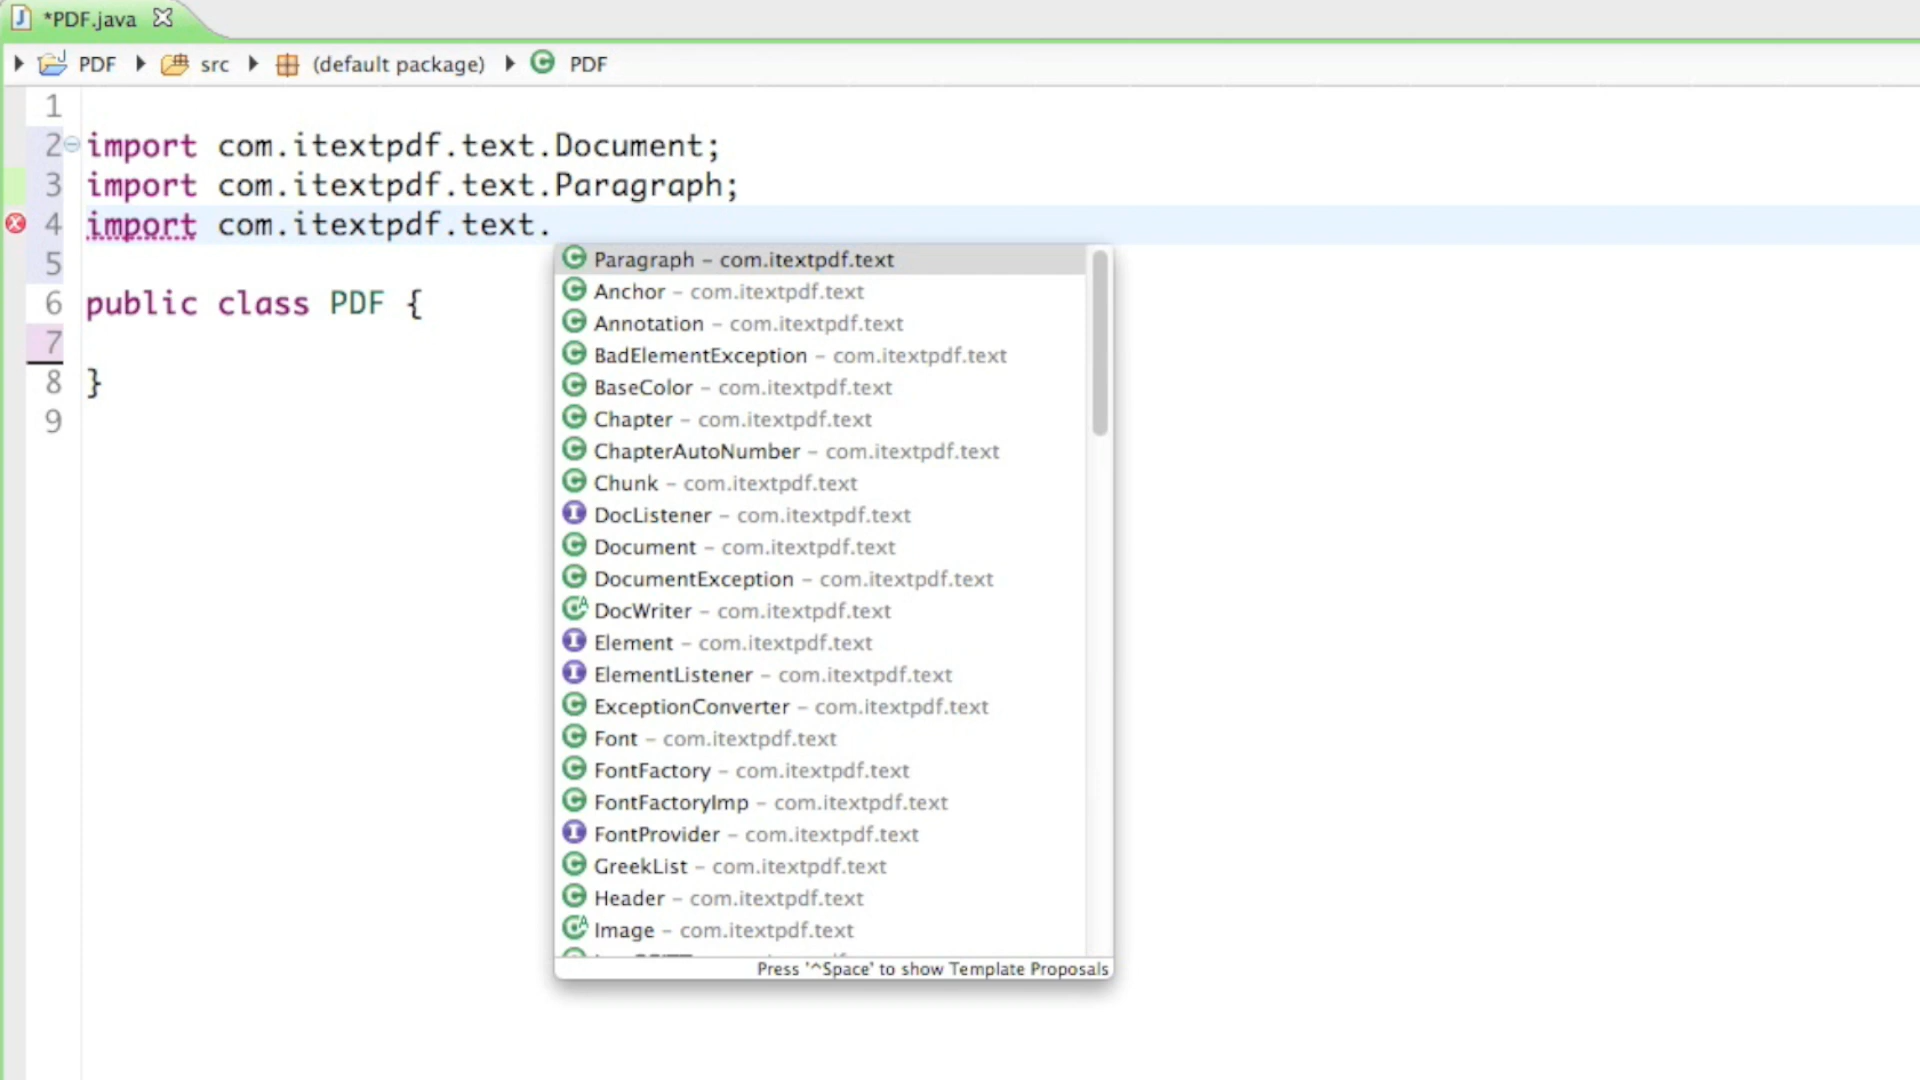 *PDF.java
PDF src (default package) PDF
1
2 import com.itextpdf.text.Document;
3 import com.itextpdf.text.Paragraph;
4 import com.itextpdf.text.
5
6 public class PDF {
7
8 }
9
Paragraph – com.itextpdf.text
Anchor – com.itextpdf.text
Annotation – com.itextpdf.text
BadElementException – com.itextpdf.text
BaseColor – com.itextpdf.text
Chapter – com.itextpdf.text
ChapterAutoNumber – com.itextpdf.text
Chunk – com.itextpdf.text
DocListener – com.itextpdf.text
Document – com.itextpdf.text
DocumentException – com.itextpdf.text
DocWriter – com.itextpdf.text
Element – com.itextpdf.text
ElementListener – com.itextpdf.text
ExceptionConverter – com.itextpdf.text
Font – com.itextpdf.text
FontFactory – com.itextpdf.text
FontFactoryImp – com.itextpdf.text
FontProvider – com.itextpdf.text
GreekList – com.itextpdf.text
Header – com.itextpdf.text
Image – com.itextpdf.text
Press '^Space' to show Template Proposals